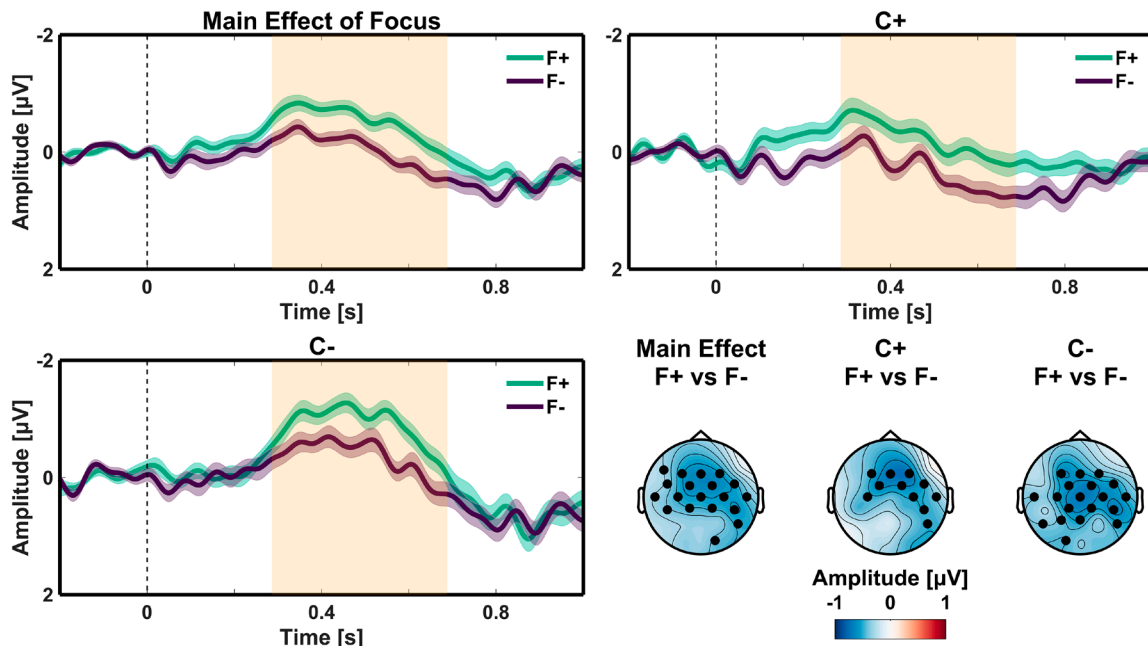 Main Effect of Focus
-2
0
2
Amplitude [µV]
F+
F-
0
0.4
0.8
Time [s]
C+
-2
0
2
Amplitude [µV]
F+
F-
0
0.4
0.8
Time [s]
C-
-2
0
2
Amplitude [µV]
F+
F-
0
0.4
0.8
Time [s]
Main Effect
F+ vs F-
C+
F+ vs F-
C-
F+ vs F-
Amplitude [µV]
-1 0 1